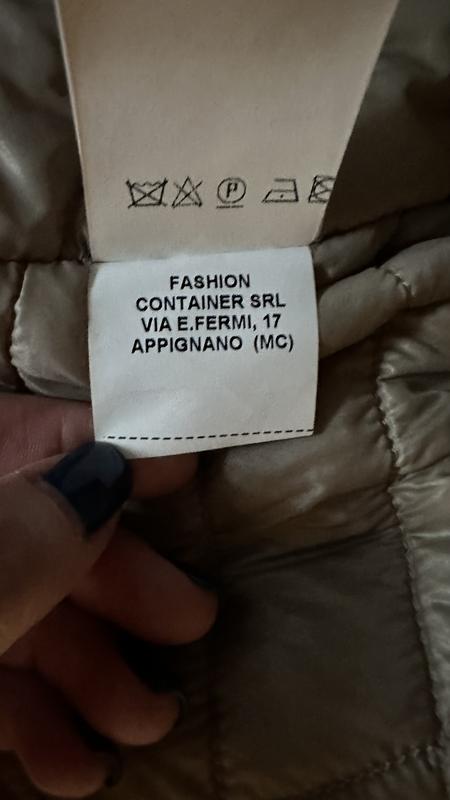 P
FASHION
CONTAINER SRL
VIA E.FERMI, 17
APPIGNANO (MC)